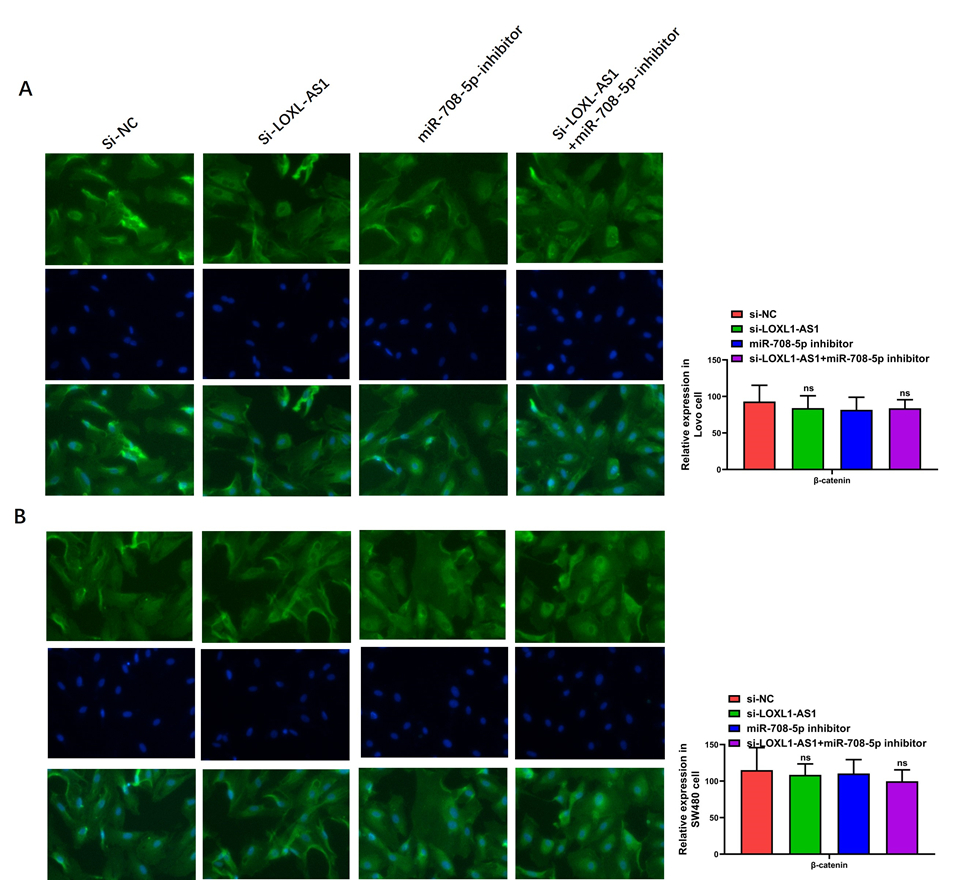 A
Si-NC
Si-LOXL-AS1
miR-708-5p-inhibitor
Si-LOXL-AS1
+miR-708-5p-inhibitor
si-NC
si-LOXL1-AS1
miR-708-5p inhibitor
si-LOXL1-AS1+miR-708-5p inhibitor
Relative expression in
Lovo cell
150
100
50
0
ns
ns
β-catenin
B
si-NC
si-LOXL1-AS1
miR-708-5p inhibitor
si-LOXL1-AS1+miR-708-5p inhibitor
Relative expression in
SW480 cell
150
100
50
0
ns
ns
β-catenin